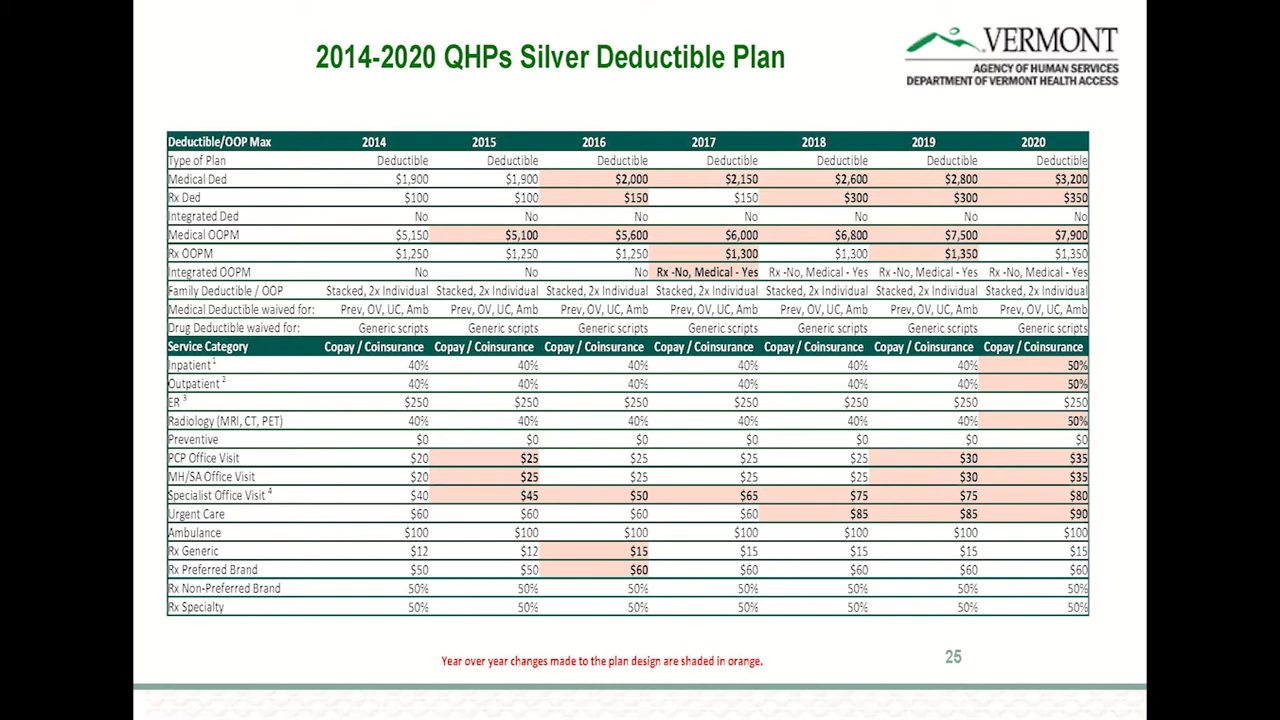 2014-2020 QHPs Silver Deductible Plan
VERMONT
AGENCY OF HUMAN SERVICES
DEPARTMENT OF VERMONT HEALTH ACCESS
Deductible/OOP Max 2014 2015 2016 2017 2018 2019 2020
Type of Plan Deductible Deductible Deductible Deductible Deductible Deductible Deductible
Medical Ded $1,900 $1,900 $2,000 $2,150 $2,600 $2,800 $3,200
Rx Ded $100 $100 $150 $150 $300 $300 $350
Integrated Ded No No No No No No No
Medical OOPM $5,150 $5,100 $5,600 $6,000 $6,800 $7,500 $7,900
Rx OOPM $1,250 $1,250 $1,250 $1,300 $1,300 $1,350 $1,350
Integrated OOPM No No No Rx -No, Medical - Yes Rx -No, Medical - Yes Rx -No, Medical - Yes Rx -No, Medical - Yes
Family Deductible / OOP Stacked, 2x Individual Stacked, 2x Individual Stacked, 2x Individual Stacked, 2x Individual Stacked, 2x Individual Stacked, 2x Individual Stacked, 2x Individual
Medical Deductible waived for: Prev, OV, UC, Amb Prev, OV, UC, Amb Prev, OV, UC, Amb Prev, OV, UC, Amb Prev, OV, UC, Amb Prev, OV, UC, Amb Prev, OV, UC, Amb
Drug Deductible waived for: Generic scripts Generic scripts Generic scripts Generic scripts Generic scripts Generic scripts Generic scripts
Service Category Copay / Coinsurance Copay / Coinsurance Copay / Coinsurance Copay / Coinsurance Copay / Coinsurance Copay / Coinsurance Copay / Coinsurance
Inpatient 1 40% 40% 40% 40% 40% 40% 50%
Outpatient 2 40% 40% 40% 40% 40% 40% 50%
ER 3 $250 $250 $250 $250 $250 $250 $250
Radiology (MRI, CT, PET) 40% 40% 40% 40% 40% 40% 50%
Preventive $0 $0 $0 $0 $0 $0 $0
PCP Office Visit $20 $25 $25 $25 $25 $30 $35
MH/SA Office Visit $20 $25 $25 $25 $25 $30 $35
Specialist Office Visit 4 $40 $45 $50 $65 $75 $75 $80
Urgent Care $60 $60 $60 $60 $85 $85 $90
Ambulance $100 $100 $100 $100 $100 $100 $100
Rx Generic $12 $12 $15 $15 $15 $15 $15
Rx Preferred Brand $50 $50 $60 $60 $60 $60 $60
Rx Non-Preferred Brand 50% 50% 50% 50% 50% 50% 50%
Rx Specialty 50% 50% 50% 50% 50% 50% 50%
Year over year changes made to the plan design are shaded in orange.
25